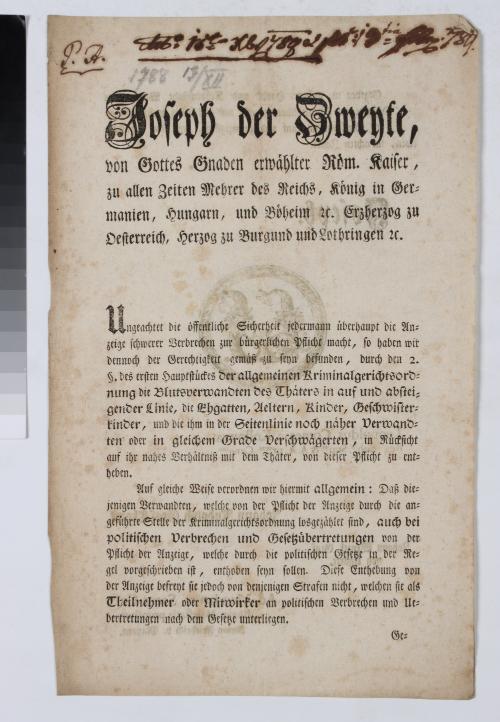 P. A.
1788 13/XII
Joseph der Zweyte,
von Gottes Gnaden erwählter Röm. Kaiser,
zu allen Zeiten Mehrer des Reichs, König in Ger-
manien, Hungarn, und Böheim ꝛc. Erzherzog zu
Oesterreich, Herzog zu Burgund und Lothringen ꝛc.
Ungeachtet die öffentliche Sicherheit jedermann überhaupt die An-
zeige schwerer Verbrechen zur bürgerlichen Pflicht macht, so haben wir
dennoch der Gerechtigkeit gemäß zu seyn befunden, durch den 2.
§. des ersten Hauptstückes der allgemeinen Kriminalgerichtsord-
nung die Blutsverwandten des Thäters in auf und abstei-
gender Linie, die Ehgatten, Aeltern, Kinder, Geschwister-
kinder, und die ihm in der Seitenlinie noch näher Verwand-
ten oder in gleichem Grade Verschwägerten, in Rücksicht
auf ihr nahes Verhältniß mit dem Thäter, von dieser Pflicht zu ent-
heben.
Auf gleiche Weise verordnen wir hiermit allgemein: Daß die-
jenigen Verwandten, welche von der Pflicht der Anzeige durch die an-
geführte Stelle der Kriminalgerichtsordnung losgezählet sind, auch bei
politischen Verbrechen und Gesetzübertretungen von der
Pflicht der Anzeige, welche durch die politischen Gesetze in der Re-
gel vorgeschrieben ist, enthoben seyn sollen. Diese Enthebung von
der Anzeige befreyt sie jedoch von denjenigen Strafen nicht, welchen sie als
Theilnehmer oder Mitwirker an politischen Verbrechen und Ue-
bertretungen nach dem Gesetze unterliegen.
Ge-